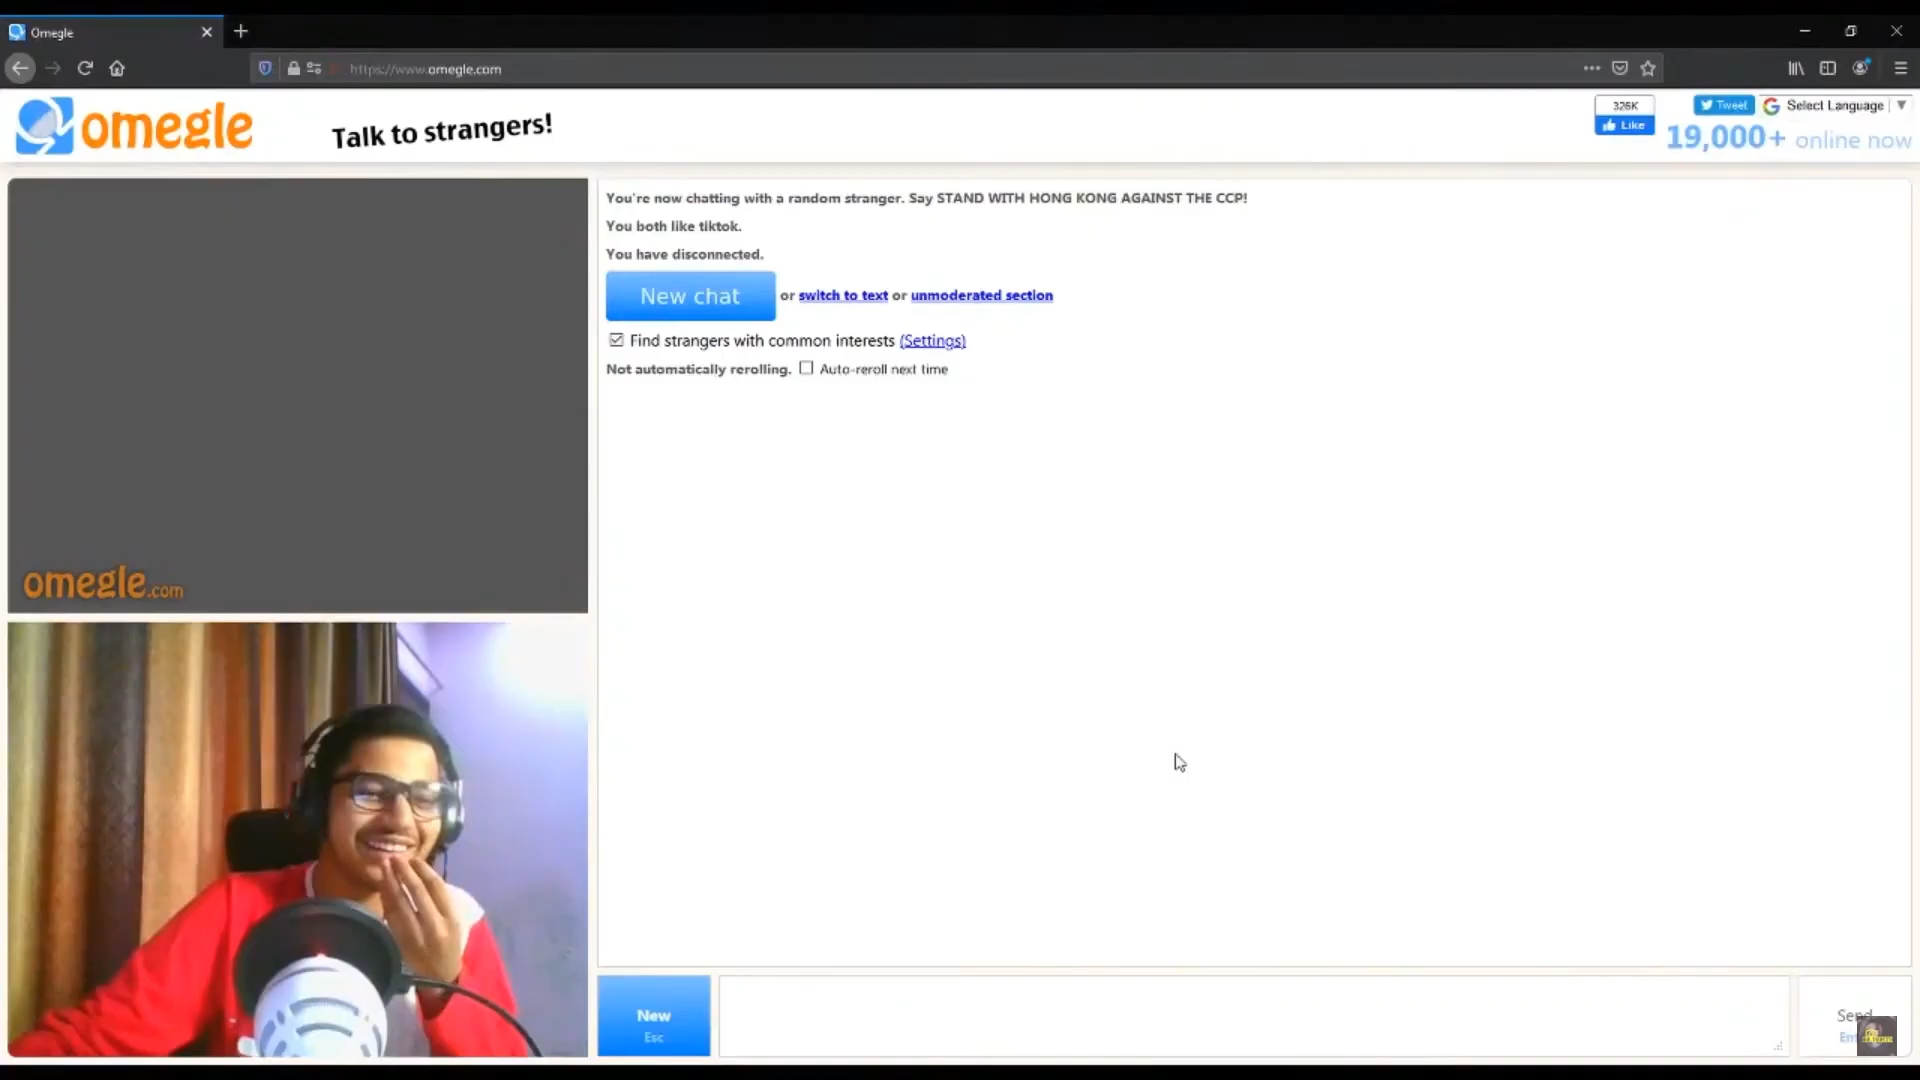 Omegle
https://www.omegle.com
omegle
Talk to strangers!
326K
Like
Tweet
Select Language
19,000+ online now
You're now chatting with a random stranger. Say STAND WITH HONG KONG AGAINST THE CCP!
You both like tiktok.
You have disconnected.
New chat or switch to text or unmoderated section
Find strangers with common interests (Settings)
Not automatically rerolling. Auto-reroll next time
omegle.com
New
Esc